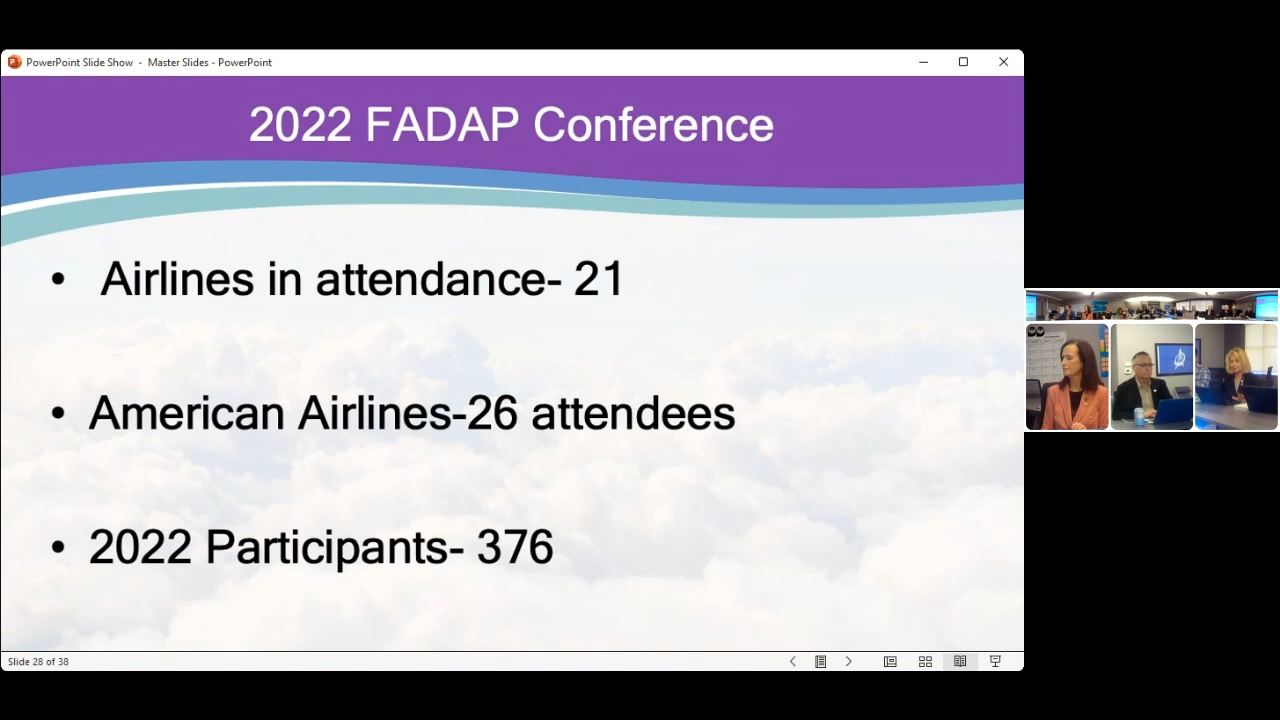 PowerPoint Slide Show - Master Slides - PowerPoint
2022 FADAP Conference
• Airlines in attendance- 21
• American Airlines-26 attendees
• 2022 Participants- 376
Slide 28 of 38